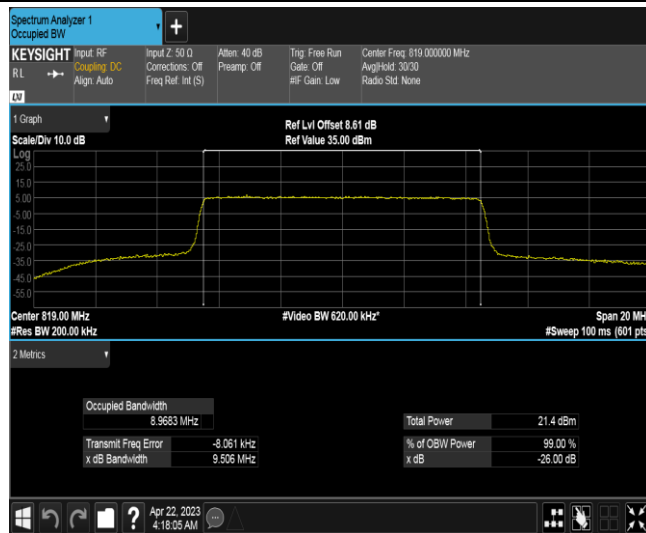 Spectrum Analyzer 1
Occupied BW
+
KEYSIGHT
RL
Input: RF
Coupling: DC
Align: Auto
Input Z: 50 Ω
Corrections: Off
Freq Ref: Int (S)
Atten: 40 dB
Preamp: Off
Trig: Free Run
Gate: Off
#IF Gain: Low
Center Freq: 819.000000 MHz
Avg|Hold: 30/30
Radio Std: None
1 Graph
Scale/Div 10.0 dB
Ref Lvl Offset 8.61 dB
Ref Value 35.00 dBm
Log
25.0
15.0
5.00
-5.00
-15.0
-25.0
-35.0
-45.0
-55.0
Center 819.00 MHz
#Res BW 200.00 kHz
#Video BW 620.00 kHz*
Span 20 MH
#Sweep 100 ms (601 pts
2 Metrics
Occupied Bandwidth
8.9683 MHz
Transmit Freq Error -8.061 kHz
x dB Bandwidth 9.506 MHz
Total Power 21.4 dBm
% of OBW Power 99.00 %
x dB -26.00 dB
?
Apr 22, 2023
4:18:05 AM